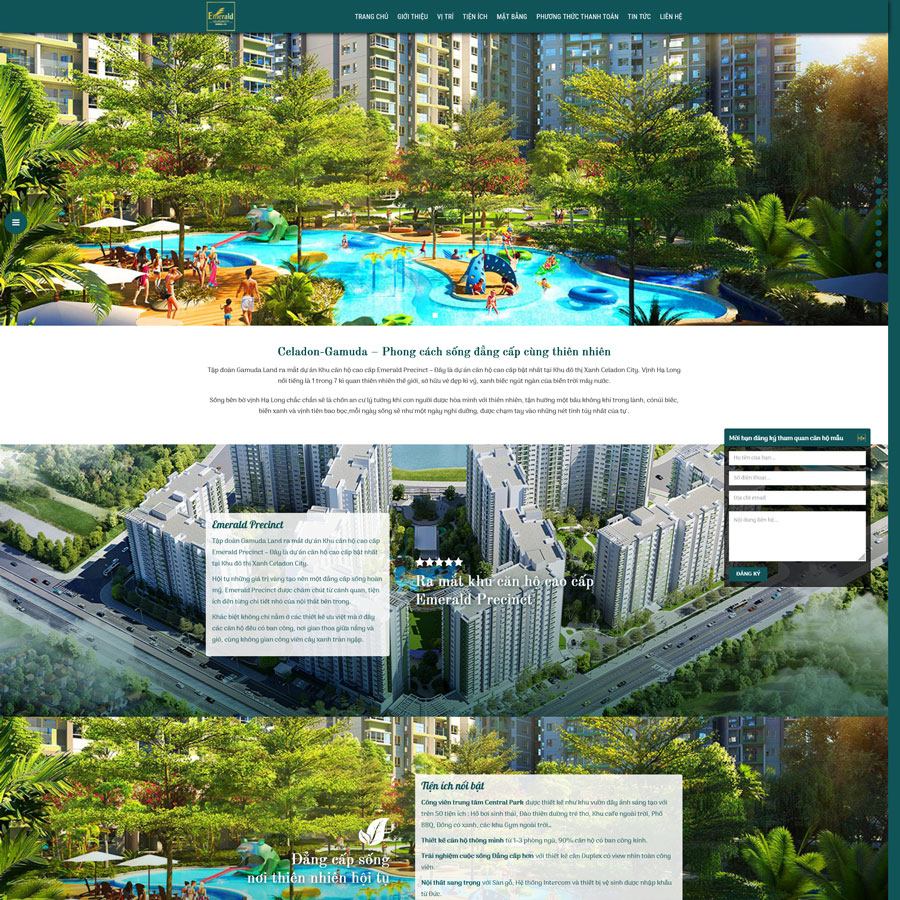 Emerald
TRANG CHỦ GIỚI THIỆU VỊ TRÍ TIỆN ÍCH MẶT BẰNG PHƯƠNG THỨC THANH TOÁN TIN TỨC LIÊN HỆ
Celadon-Gamuda – Phong cách sống đẳng cấp cùng thiên nhiên
Tập đoàn Gamuda Land ra mắt dự án Khu căn hộ cao cấp Emerald Precinct – Đây là dự án căn hộ cao cấp bật nhất tại Khu đô thị Xanh Celadon City. Vịnh Hạ Long
nổi tiếng là 1 trong 7 kì quan thiên nhiên thế giới, sở hữu vẻ đẹp kì vỹ, xanh biếc ngút ngàn của biển trời mây nước.
Sống bên bờ vịnh Hạ Long chắc chắn sẽ là chốn an cư lý tưởng khi con người được hòa mình với thiên nhiên, tận hưởng một bầu không khí trong lành, cónúi biếc,
biển xanh và vịnh tiên bao bọc,mỗi ngày sống sẽ như một ngày nghỉ dưỡng, được chạm tay vào những nét tinh túy nhất của tự .
Mời bạn đăng ký tham quan căn hộ mẫu
Họ tên của bạn...
Số điện thoại...
Địa chỉ email
Nội dung liên hệ...
ĐĂNG KÝ
Emerald Precinct
Tập đoàn Gamuda Land ra mắt dự án Khu căn hộ cao cấp
Emerald Precinct – Đây là dự án căn hộ cao cấp bật nhất
tại Khu đô thị Xanh Celadon City.
Hội tụ những giá trị vàng tạo nên một đẳng cấp sống hoàn
mỹ. Emerald Precinct được chăm chút từ cảnh quan, tiện
ích đến từng chi tiết nhỏ của nội thất bên trong.
Khác biệt không chỉ nằm ở các thiết kế ưu việt mà ở đây
các căn hộ đều có ban công, nơi giao thoa giữa nắng và
gió, cùng không gian công viên cây xanh tràn ngập.
Ra mắt khu căn hộ cao cấp
Emerald Precinct
Đẳng cấp sống
nơi thiên nhiên hội tụ
Tiện ích nổi bật
Công viên trung tâm Central Park được thiết kế như khu vườn đầy ánh sáng tạo với
trên 50 tiện ích : Hồ bơi sinh thái, Đảo thiên đường trẻ thơ, Khu cafe ngoài trời, Phố
BBQ, Đồng cỏ xanh, các khu Gym ngoài trời...
Thiết kế căn hộ thông minh từ 1-3 phòng ngủ, 90% căn hộ có ban công kính.
Trải nghiệm cuộc sống Đẳng cấp hơn với thiết kế căn Duplex có view nhìn toàn công
viên.
Nội thất sang trọng với Sàn gỗ, Hệ thống Intercom và thiết bị vệ sinh được nhập khẩu
từ Đức.